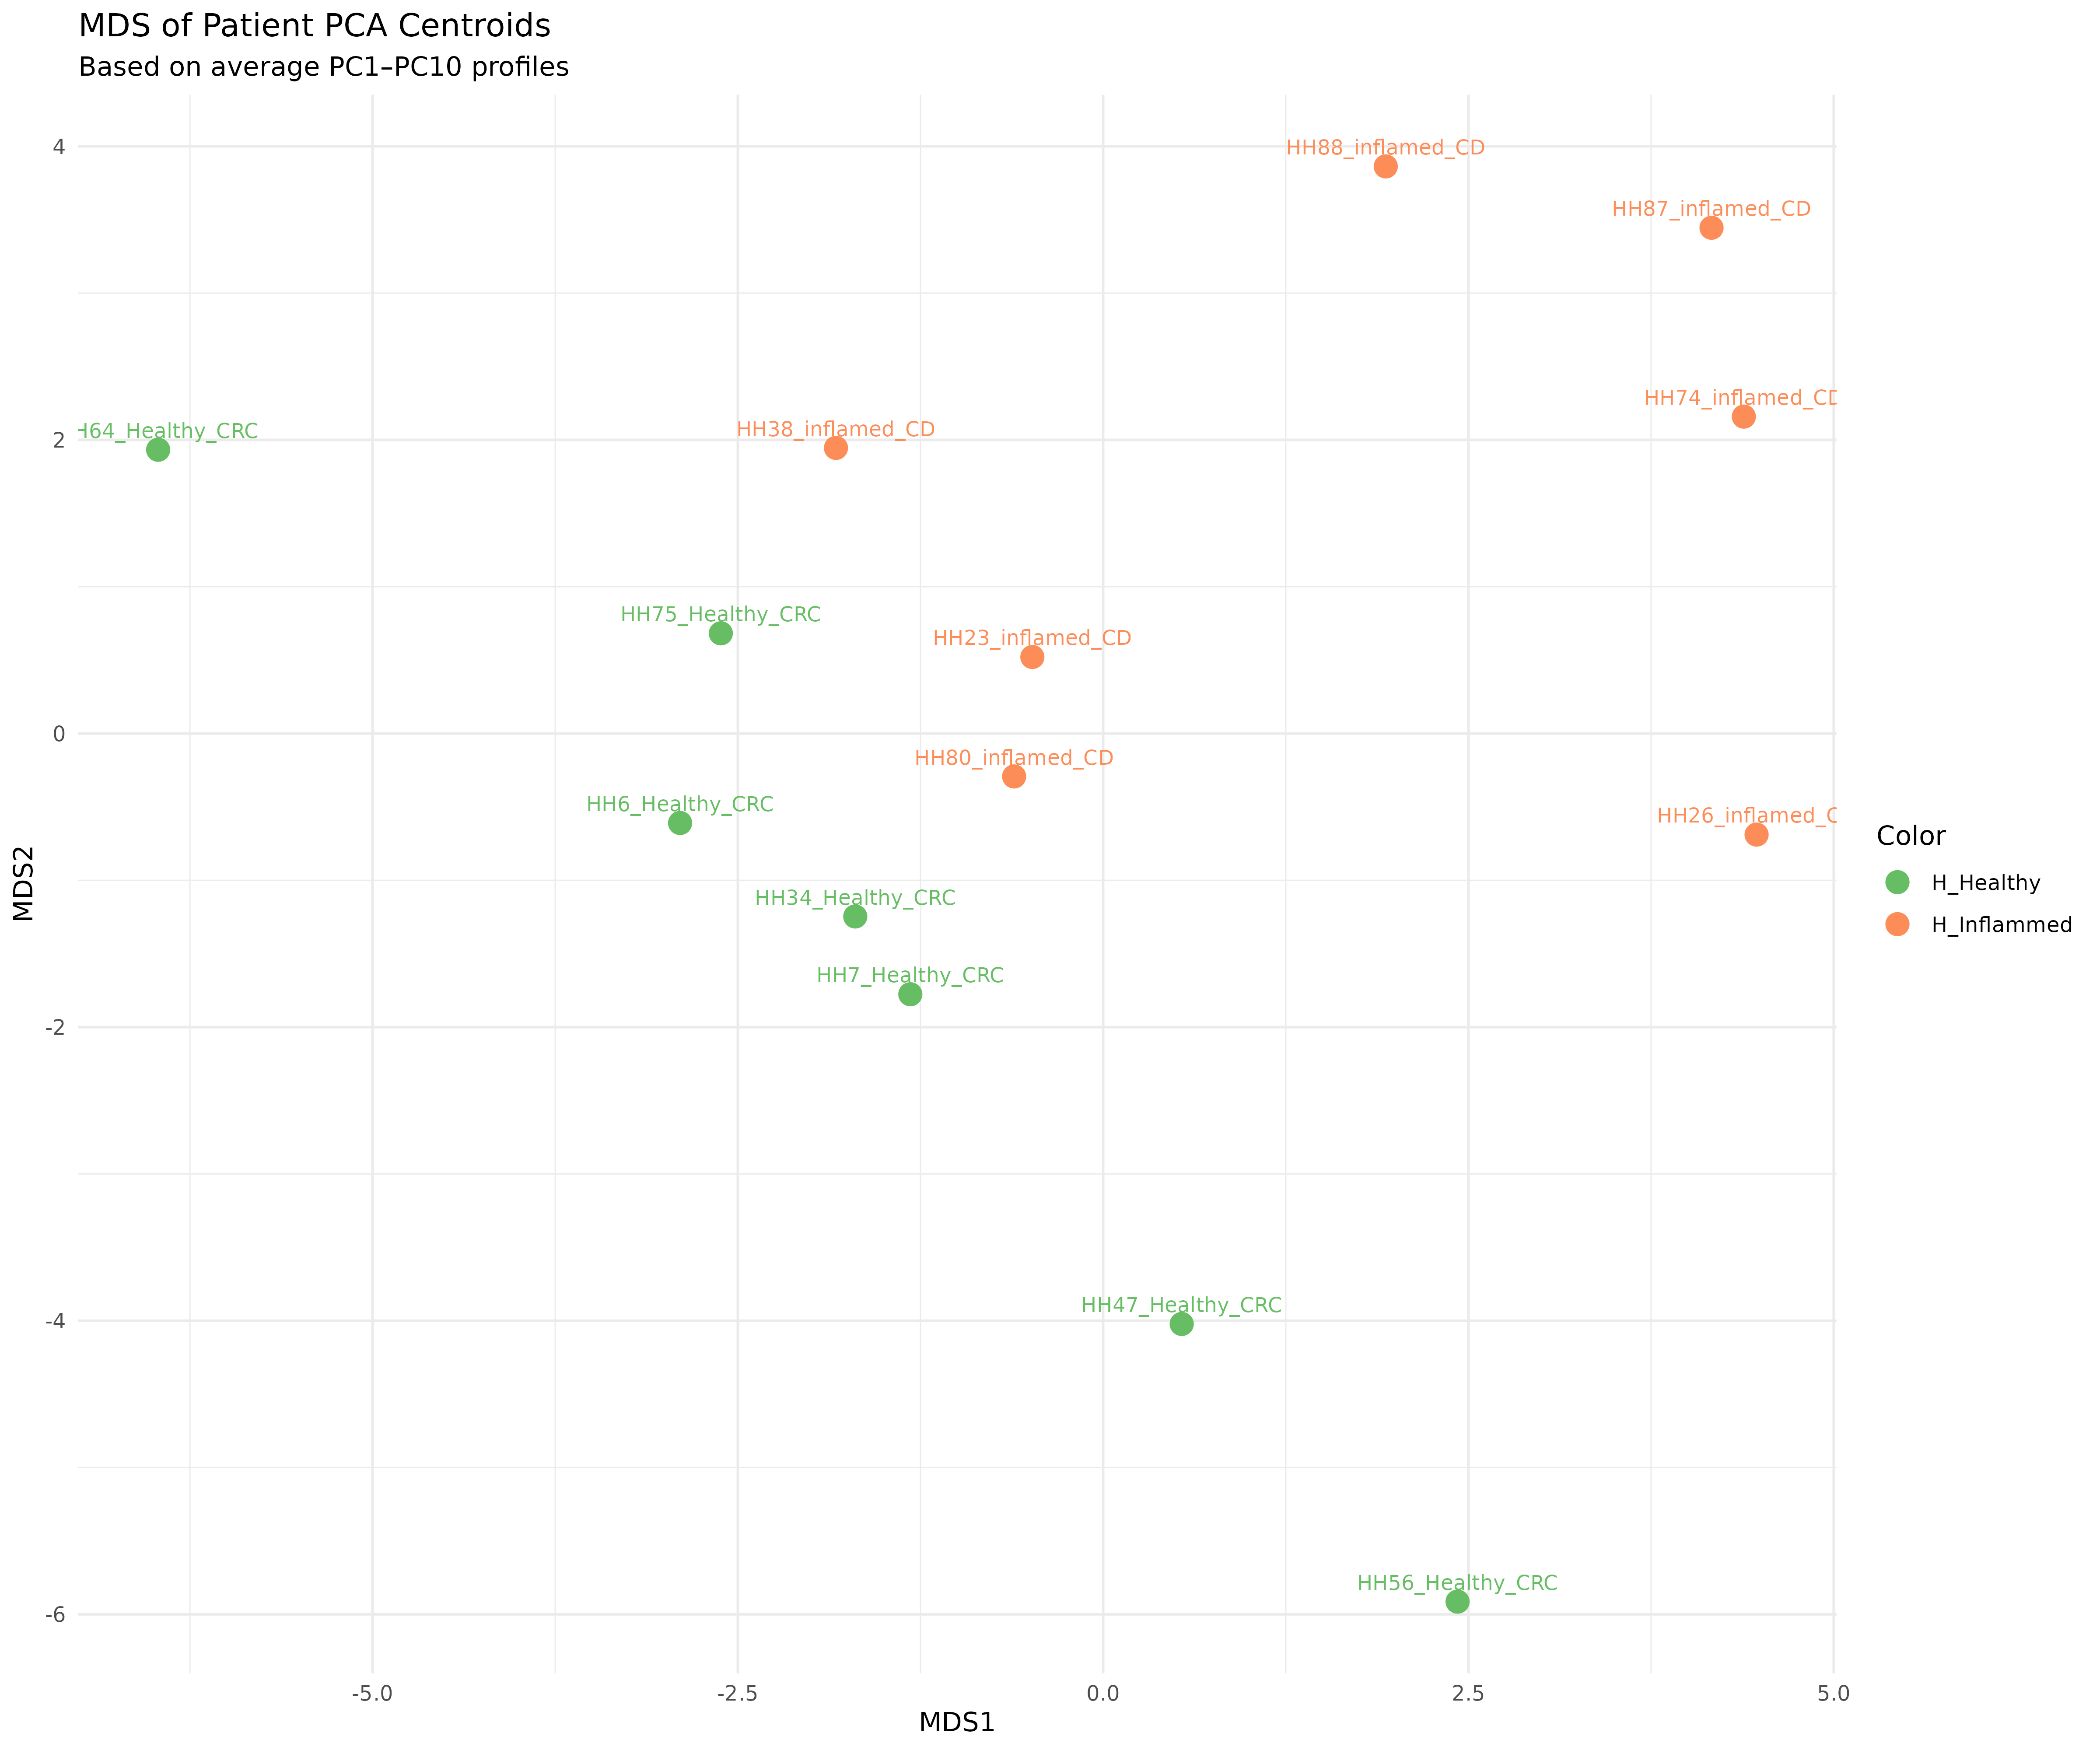 MDS of Patient PCA Centroids
Based on average PC1–PC10 profiles
MDS2
4
2
0
-2
-4
-6
HH88_inflamed_CD
HH87_inflamed_CD
HH74_inflamed_CD
H64_Healthy_CRC
HH38_inflamed_CD
HH75_Healthy_CRC
HH23_inflamed_CD
HH80_inflamed_CD
HH6_Healthy_CRC
HH26_inflamed_C
HH34_Healthy_CRC
HH7_Healthy_CRC
HH47_Healthy_CRC
HH56_Healthy_CRC
-5.0
-2.5
0.0
2.5
5.0
MDS1
Color
H_Healthy
H_Inflammed